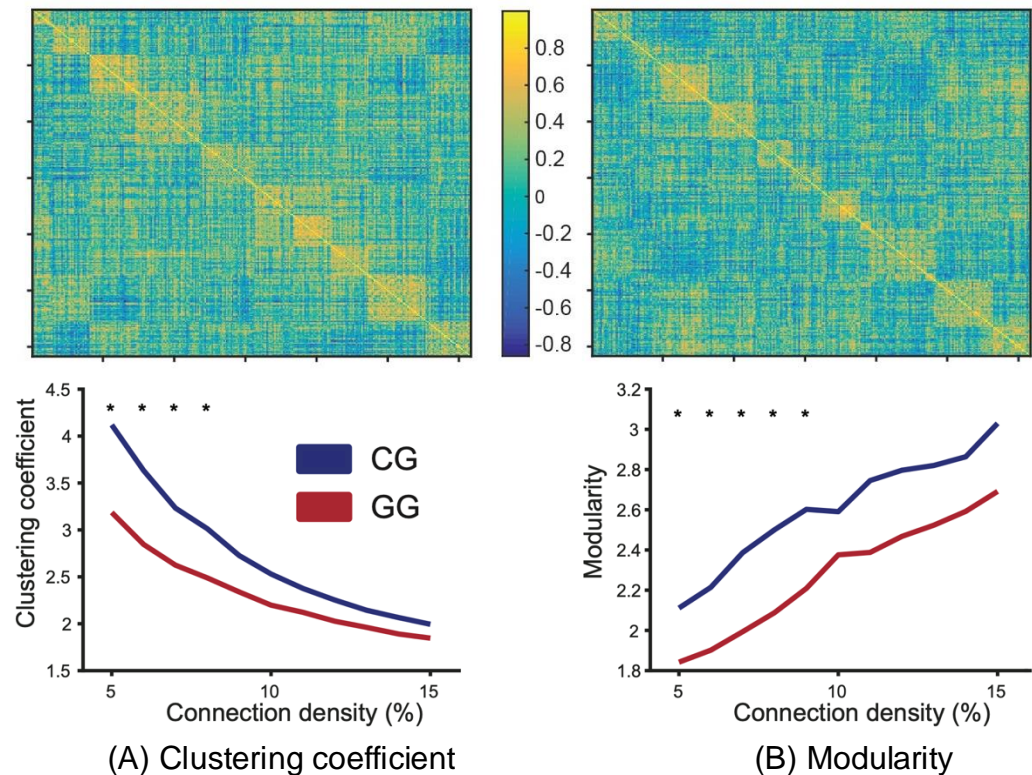 0.8
0.6
0.4
0.2
0
-0.2
-0.4
-0.6
-0.8
Clustering coefficient
4.5
4
3.5
3
2.5
2
1.5
* * * *
CG
GG
5 10 15
Connection density (%)
(A) Clustering coefficient
Modularity
3.2
3
2.8
2.6
2.4
2.2
2
1.8
* * * * *
5 10 15
Connection density (%)
(B) Modularity